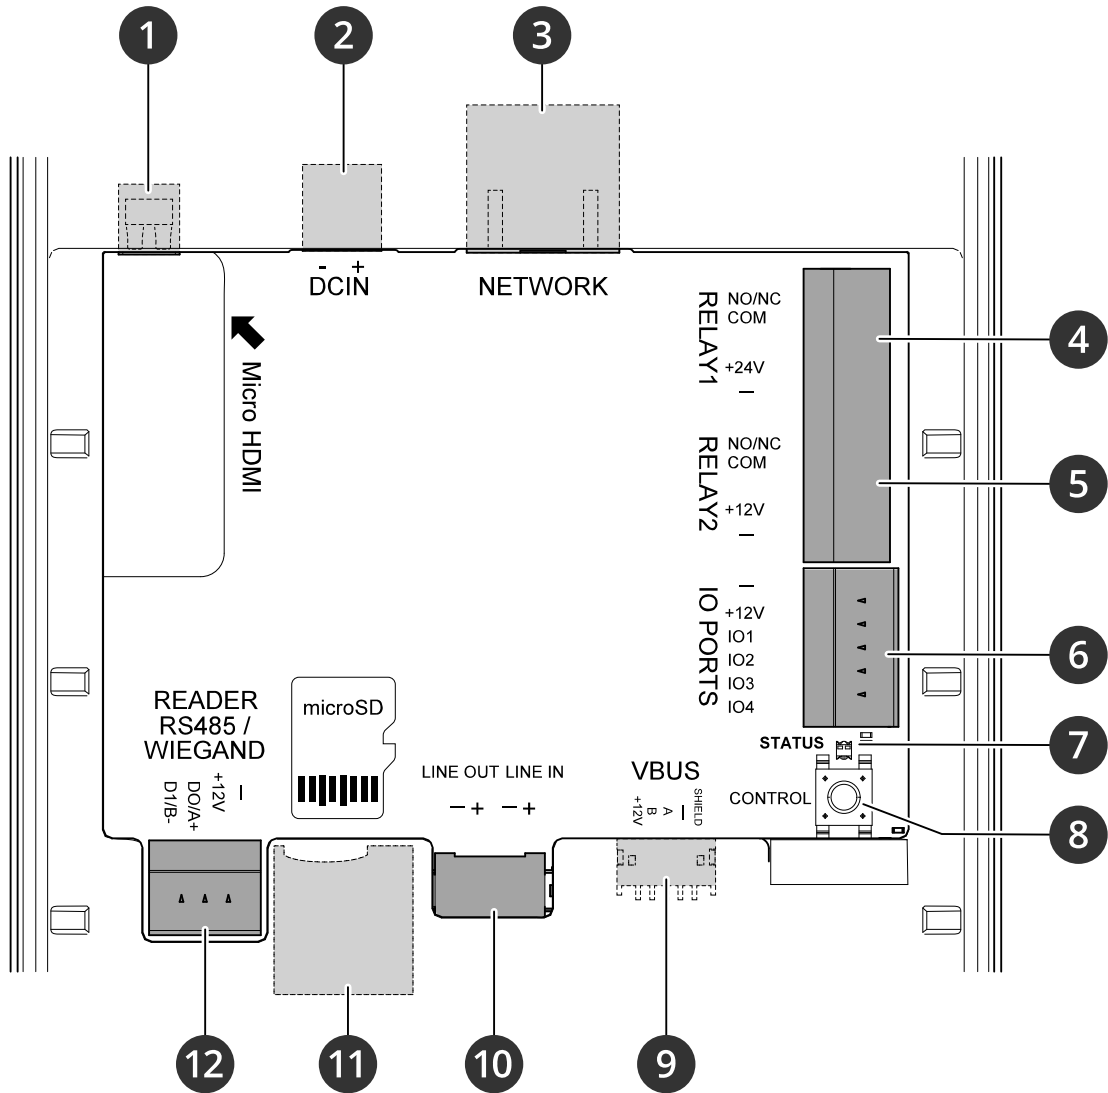 1
2
3
- +
DCIN
NETWORK
RELAY1
NO/NC
COM
+24V
—
4
Micro HDMI
RELAY2
NO/NC
COM
+12V
—
5
IO PORTS
—
+12V
IO1
IO2
IO3
IO4
6
READER
RS485 /
WIEGAND
D1/B-
DO/A+
+12V
—
microSD
STATUS
7
LINE OUT LINE IN
— + — +
VBUS
+12V
B
A
—
SHIELD
CONTROL
8
12
11
10
9